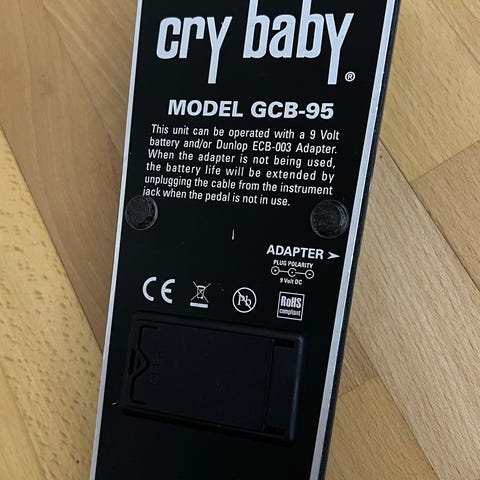 cry baby®
MODEL GCB-95
This unit can be operated with a 9 Volt
battery and/or Dunlop ECB-003 Adapter.
When the adapter is not being used,
the battery life will be extended by
unplugging the cable from the instrument
jack when the pedal is not in use.
ADAPTER
PLUG POLARITY
9 Volt DC
CE
Pb
RoHS
compliant